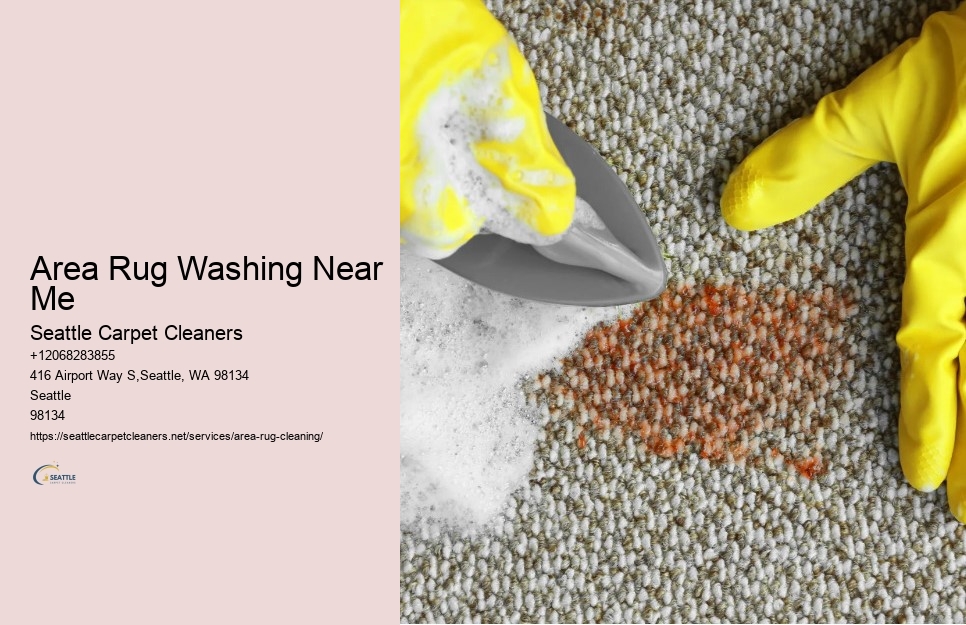 Area Rug Washing Near
Me
Seattle Carpet Cleaners
+12068283855
416 Airport Way S,Seattle, WA 98134
Seattle
98134
https://seattlecarpetcleaners.net/services/area-rug-cleaning/
SEATTLE